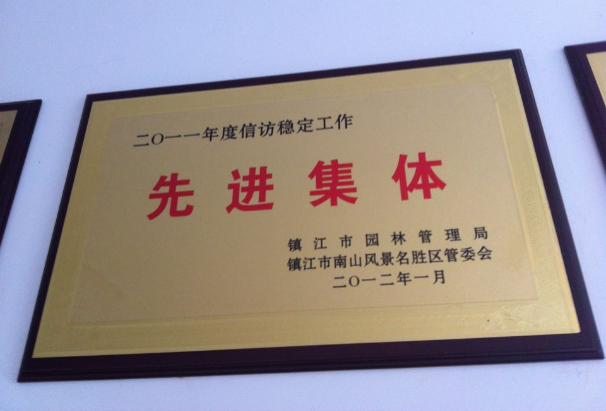 二〇一一年度信访稳定工作
先进集体
镇江市园林管理局
镇江市南山风景名胜区管委会
二〇一二年一月